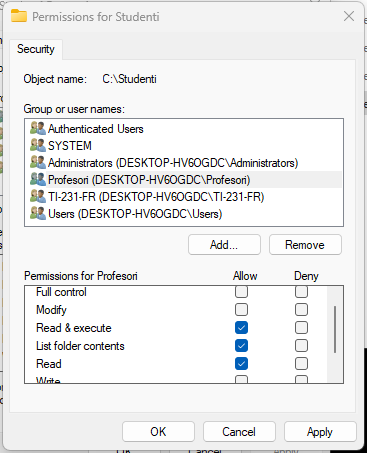 Permissions for Studenti
Security
Object name: C:\Studenti
Group or user names:
Authenticated Users
SYSTEM
Administrators (DESKTOP-HV6OGDC\Administrators)
Profesori (DESKTOP-HV6OGDC\Profesori)
TI-231-FR (DESKTOP-HV6OGDC\TI-231-FR)
Users (DESKTOP-HV6OGDC\Users)
Add... Remove
Permissions for Profesori Allow Deny
Full control
Modify
Read & execute
List folder contents
Read
Write
OK Cancel Apply